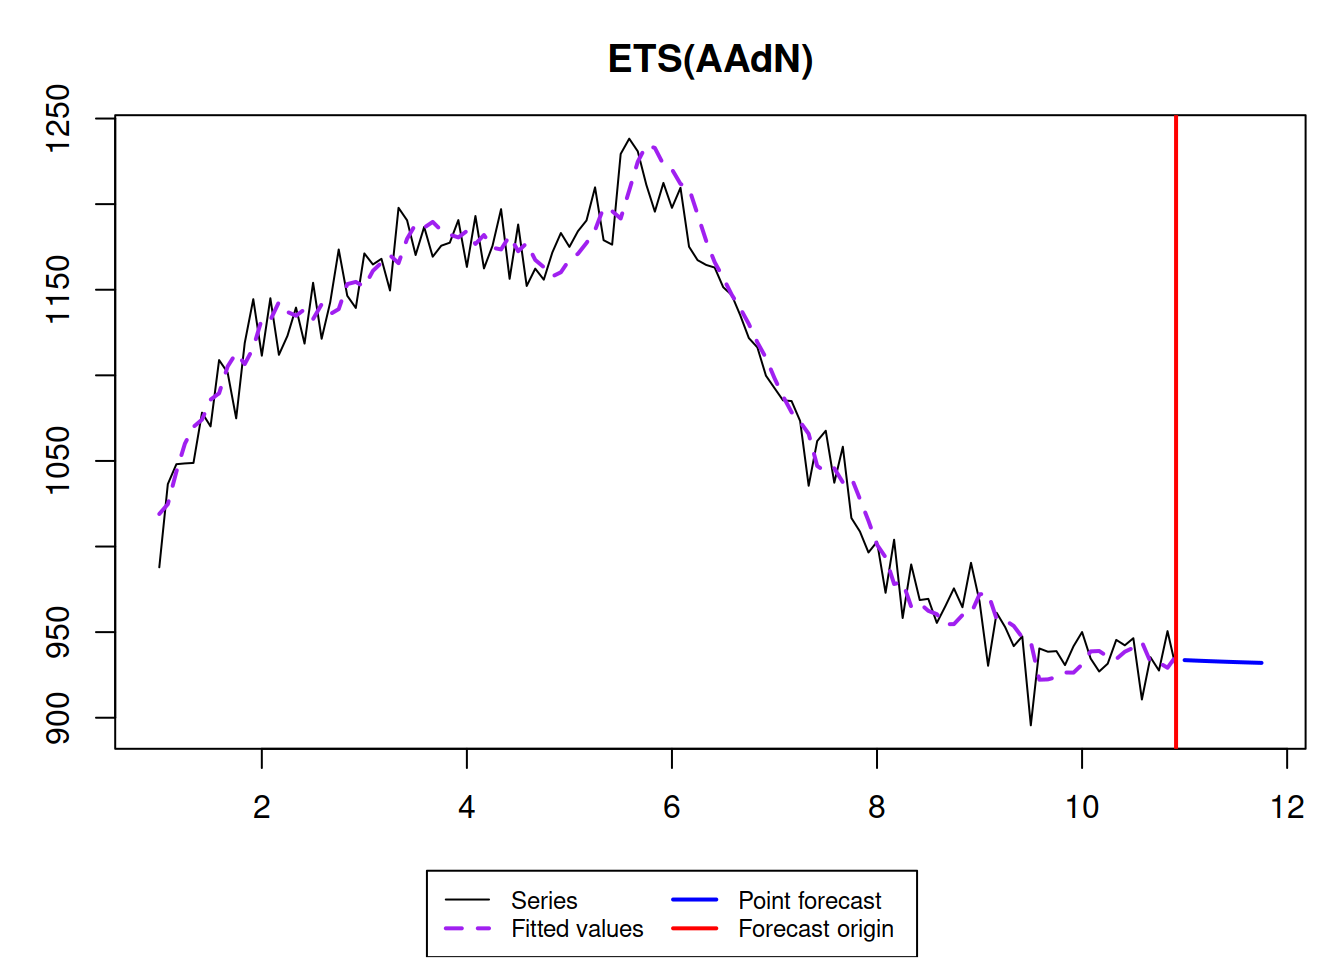 ETS(AAdN)
1250
1150
1050
950
900
2
4
6
8
10
12
Series
Fitted values
Point forecast
Forecast origin